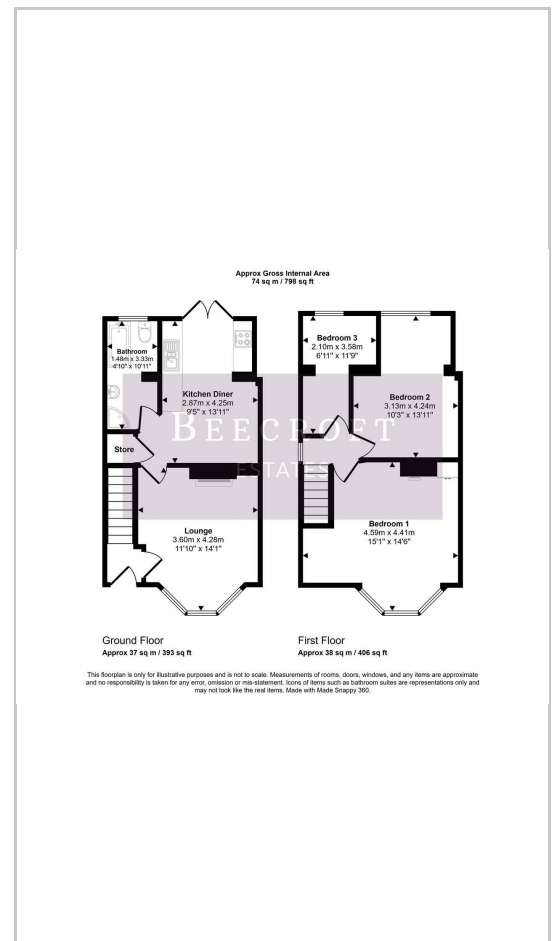 Approx Gross Internal Area
74 sq m / 798 sq ft
Bathroom
1.48m x 3.33m
4'10" x 10'11"
Kitchen Diner
2.87m x 4.25m
9'5" x 13'11"
Store
Lounge
3.60m x 4.28m
11'10" x 14'1"
Bedroom 3
2.10m x 3.58m
6'11" x 11'9"
Bedroom 2
3.13m x 4.24m
10'3" x 13'11"
Bedroom 1
4.59m x 4.41m
15'1" x 14'6"
BEECROFT
ESTATES
Ground Floor
Approx 37 sq m / 393 sq ft
First Floor
Approx 38 sq m / 406 sq ft
This floorplan is only for illustrative purposes and is not to scale. Measurements of rooms, doors, windows, and any items are approximate
and no responsibility is taken for any error, omission or mis-statement. Icons of items such as bathroom suites are representations only and
may not look like the real items. Made with Made Snappy 360.